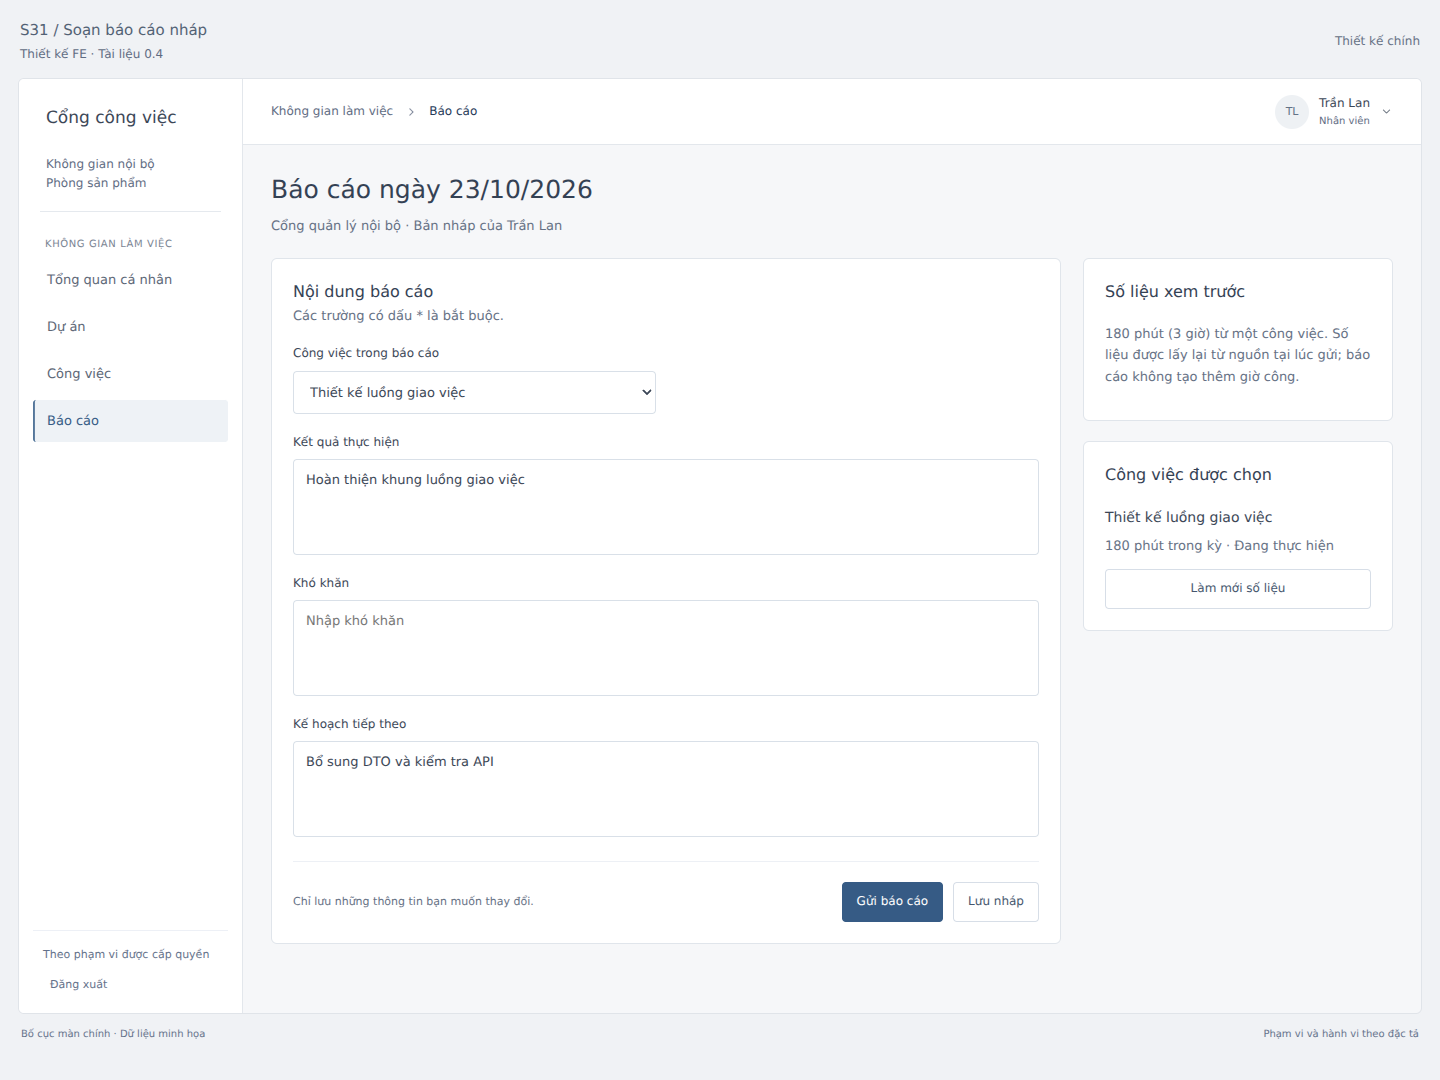 S31 / Soạn báo cáo nháp
Thiết kế FE · Tài liệu 0.4
Thiết kế chính
Cổng công việc
Không gian nội bộ
Phòng sản phẩm
KHÔNG GIAN LÀM VIỆC
Tổng quan cá nhân
Dự án
Công việc
Báo cáo
Theo phạm vi được cấp quyền
Đăng xuất
Không gian làm việc
Báo cáo
TL
Trần Lan
Nhân viên
Báo cáo ngày 23/10/2026
Cổng quản lý nội bộ · Bản nháp của Trần Lan
Nội dung báo cáo
Các trường có dấu * là bắt buộc.
Công việc trong báo cáo
Thiết kế luồng giao việc
Kết quả thực hiện
Hoàn thiện khung luồng giao việc
Khó khăn
Nhập khó khăn
Kế hoạch tiếp theo
Bổ sung DTO và kiểm tra API
Chỉ lưu những thông tin bạn muốn thay đổi.
Gửi báo cáo
Lưu nháp
Số liệu xem trước
180 phút (3 giờ) từ một công việc. Số
liệu được lấy lại từ nguồn tại lúc gửi; báo
cáo không tạo thêm giờ công.
Công việc được chọn
Thiết kế luồng giao việc
180 phút trong kỳ · Đang thực hiện
Làm mới số liệu
Bố cục màn chính · Dữ liệu minh họa
Phạm vi và hành vi theo đặc tả